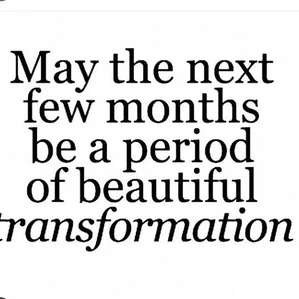 May the next
few months
be a period
of beautiful
transformation